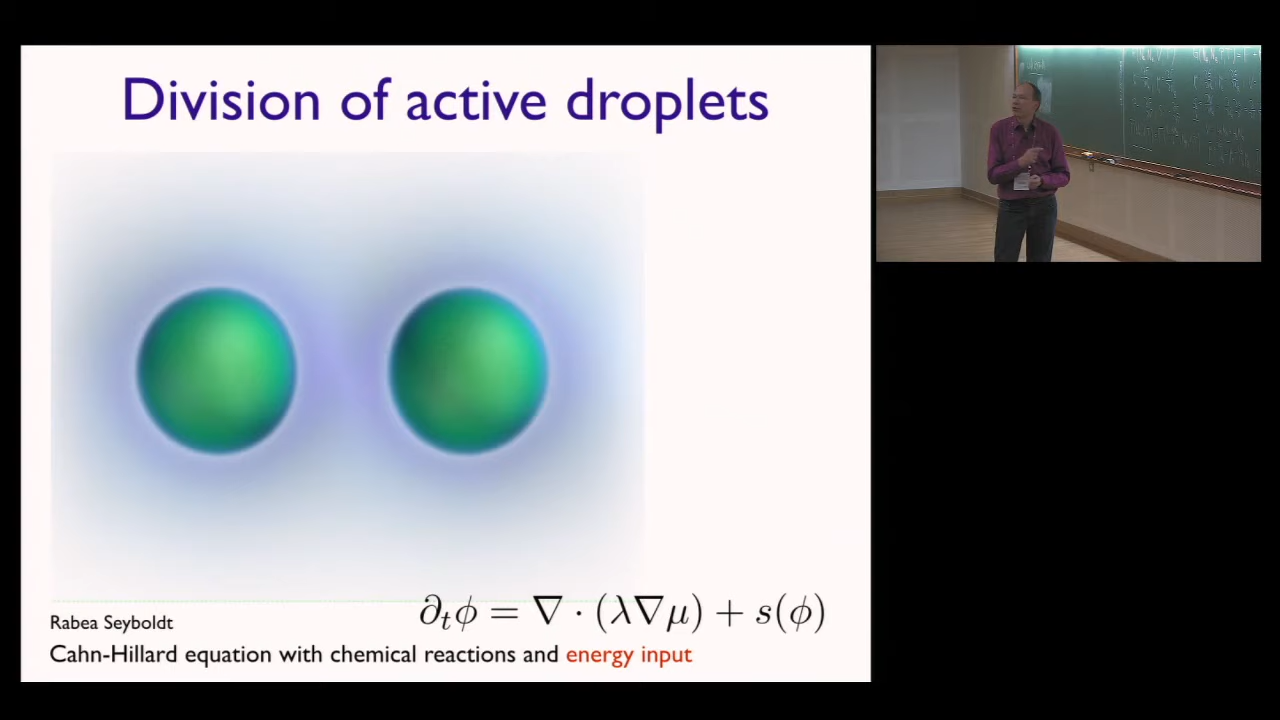 Division of active droplets
∂ₜϕ = ∇ · (λ∇μ) + s(ϕ)
Rabea Seyboldt
Cahn-Hillard equation with chemical reactions and energy input